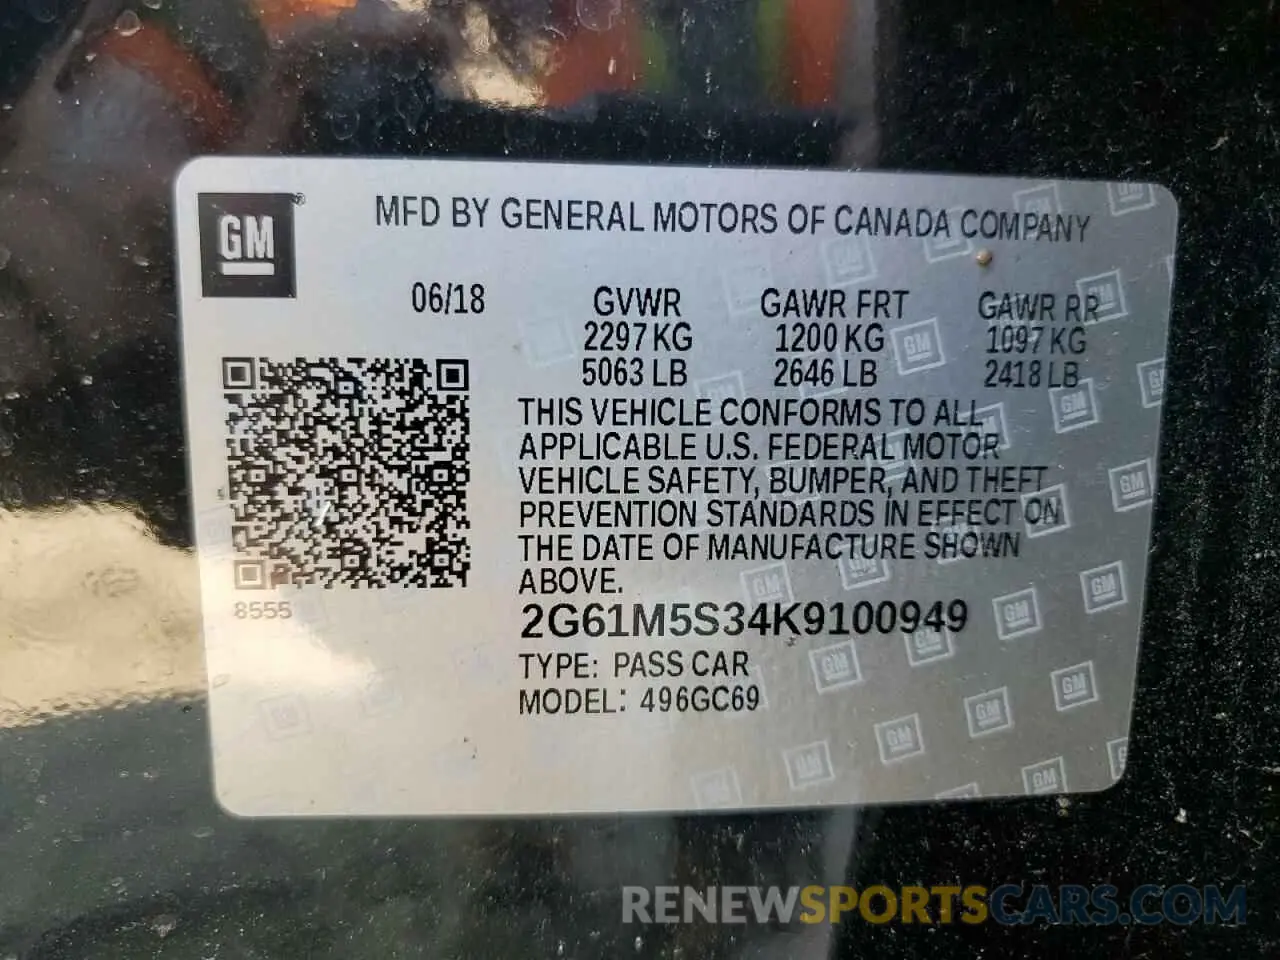 GM®
MFD BY GENERAL MOTORS OF CANADA COMPANY
06/18
GVWR
2297 KG
5063 LB
GAWR FRT
1200 KG
2646 LB
GAWR RR
1097 KG
2418 LB
THIS VEHICLE CONFORMS TO ALL
APPLICABLE U.S. FEDERAL MOTOR
VEHICLE SAFETY, BUMPER, AND THEFT
PREVENTION STANDARDS IN EFFECT ON
THE DATE OF MANUFACTURE SHOWN
ABOVE.
8555
2G61M5S34K9100949
TYPE: PASS CAR
MODEL: 496GC69
RENEWSPORTSCARS.COM